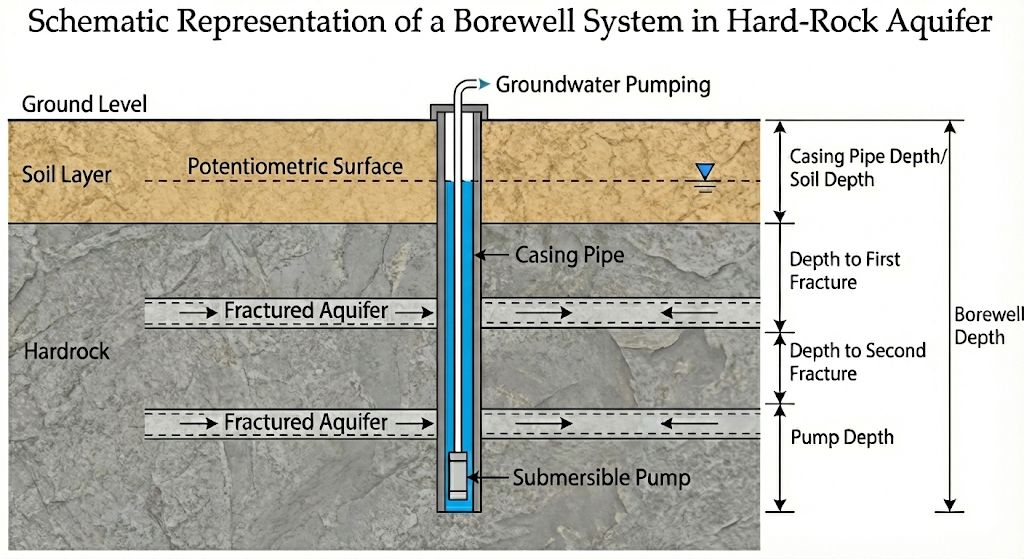 Schematic Representation of a Borewell System in Hard-Rock Aquifer
Groundwater Pumping
Ground Level
Soil Layer
Potentiometric Surface
Casing Pipe Depth/
Soil Depth
Casing Pipe
Depth to First
Fracture
Fractured Aquifer
Borewell
Depth
Hardrock
Depth to Second
Fracture
Fractured Aquifer
Pump Depth
Submersible Pump